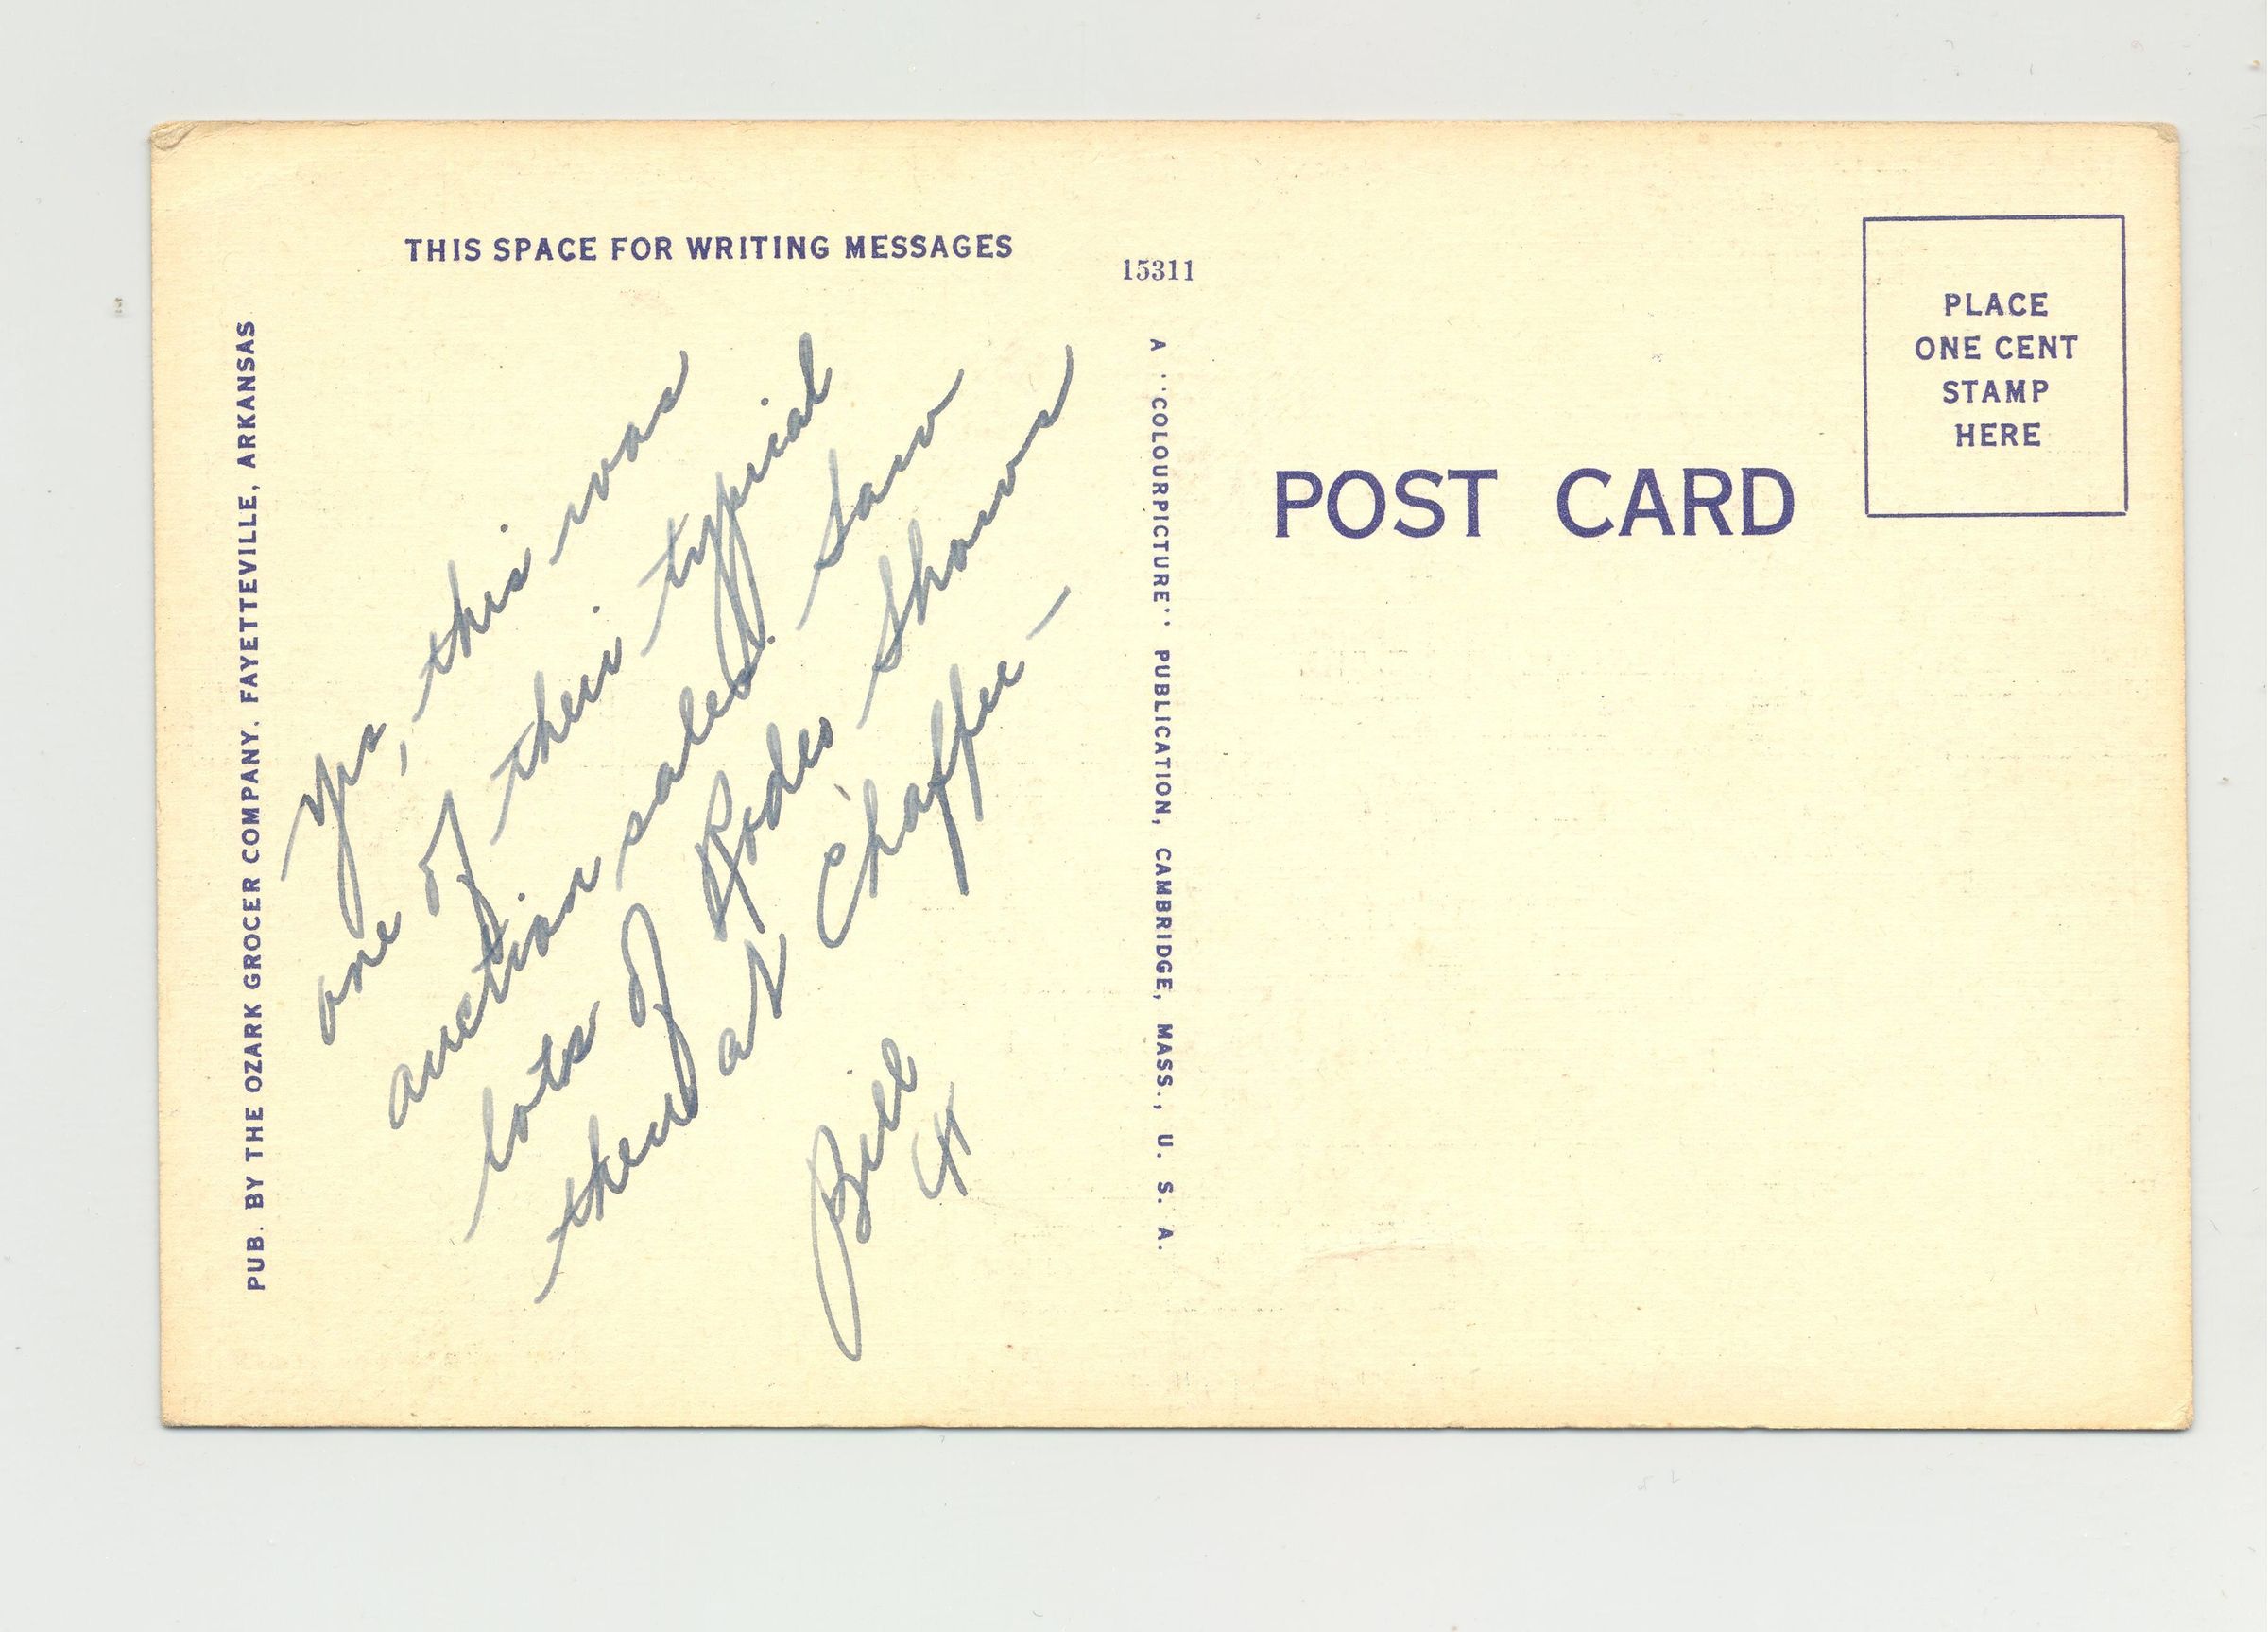 THIS SPACE FOR WRITING MESSAGES
15311
PLACE
ONE CENT
STAMP
HERE
POST CARD
PUB. BY THE OZARK GROCER COMPANY, FAYETTEVILLE, ARKANSAS
Yes, this was
one of their typial
auction sales. Saw
lots of Rodeo Shows
there at Chaffee –
Bill
A "COLOURPICTURE" PUBLICATION, CAMBRIDGE, MASS., U. S. A.